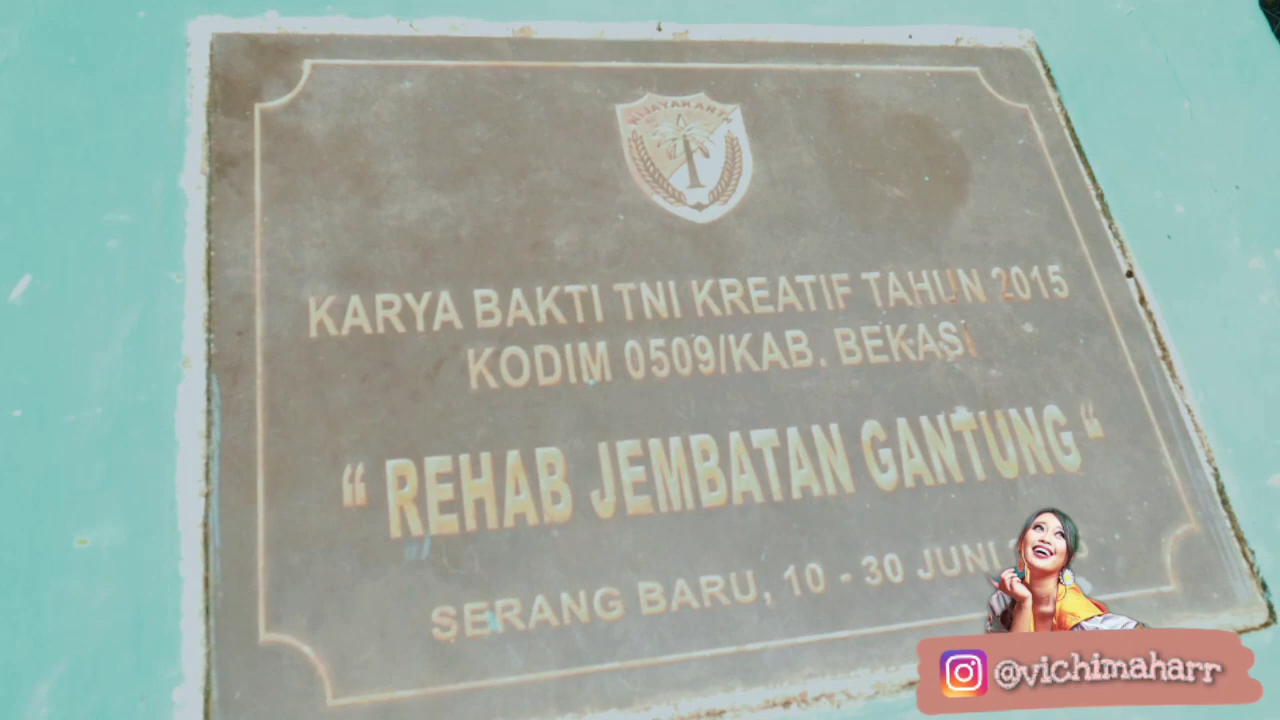 WIJAYAKARTA
KARYA BAKTI TNI KREATIF TAHUN 2015
KODIM 0509/KAB. BEKASI
“ REHAB JEMBATAN GANTUNG “
SERANG BARU, 10 - 30 JUNI
@vichimaharr